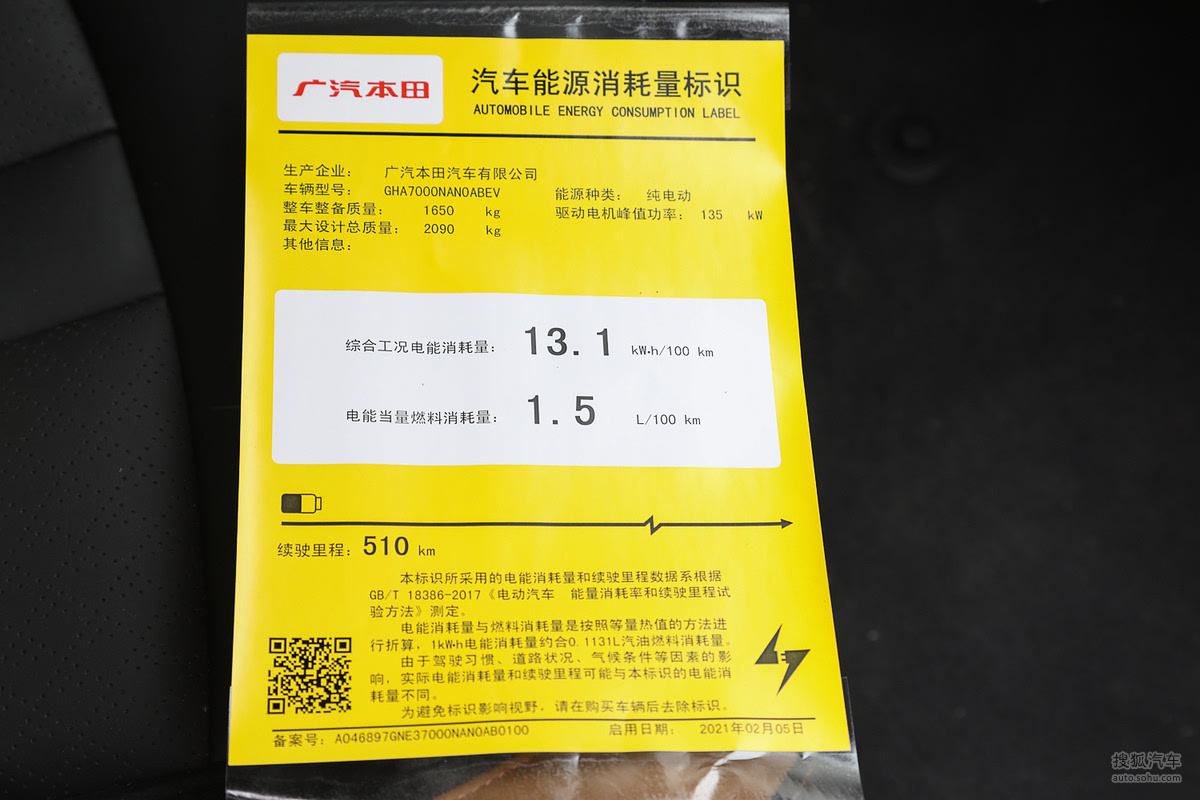 广汽本田
汽车能源消耗量标识
AUTOMOBILE ENERGY CONSUMPTION LABEL
生产企业： 广汽本田汽车有限公司
车辆型号： GHA7000NAN0ABEV 能源种类： 纯电动
整车整备质量： 1650 kg 驱动电机峰值功率： 135 kW
最大设计总质量： 2090 kg
其他信息：
综合工况电能消耗量： 13.1 kW·h/100 km
电能当量燃料消耗量： 1.5 L/100 km
续驶里程： 510 km
本标识所采用的电能消耗量和续驶里程数据系根据
GB/T 18386-2017《电动汽车 能量消耗率和续驶里程试
验方法》测定。
电能消耗量与燃料消耗量是按照等量热值的方法进
行折算，1kW·h电能消耗量约合0.1131L汽油燃料消耗量。
由于驾驶习惯、道路状况、气候条件等因素的影
响，实际电能消耗量和续驶里程可能与本标识的电能消
耗量不同。
为避免标识影响视野，请在购买车辆后去除标识。
备案号： A046897GNE37000NAN0AB0100 启用日期： 2021年02月05日
搜狐汽车
auto.sohu.com